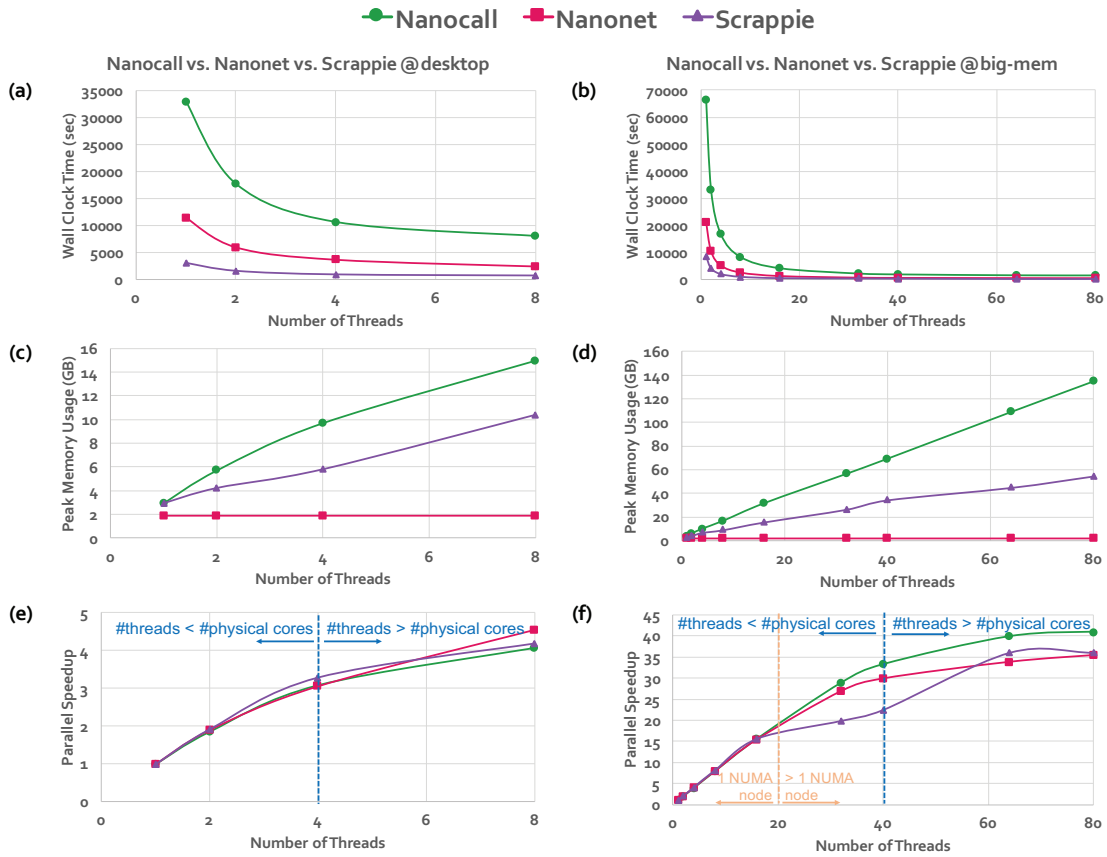 Nanocall Nanonet Scrappie
Nanocall vs. Nanonet vs. Scrappie @desktop
(a)
Wall Clock Time (sec)
35000
30000
25000
20000
15000
10000
5000
0
0 2 4 6 8
Number of Threads
Nanocall vs. Nanonet vs. Scrappie @big-mem
(b)
Wall Clock Time (sec)
70000
60000
50000
40000
30000
20000
10000
0
0 20 40 60 80
Number of Threads
(c)
Peak Memory Usage (GB)
16
14
12
10
8
6
4
2
0
0 2 4 6 8
Number of Threads
(d)
Peak Memory Usage (GB)
160
140
120
100
80
60
40
20
0
0 20 40 60 80
Number of Threads
(e)
Parallel Speedup
5
4
3
2
1
0
#threads < #physical cores
#threads > #physical cores
0 2 4 6 8
Number of Threads
(f)
Parallel Speedup
45
40
35
30
25
20
15
10
5
0
#threads < #physical cores
#threads > #physical cores
1 NUMA
node
> 1 NUMA
node
0 20 40 60 80
Number of Threads